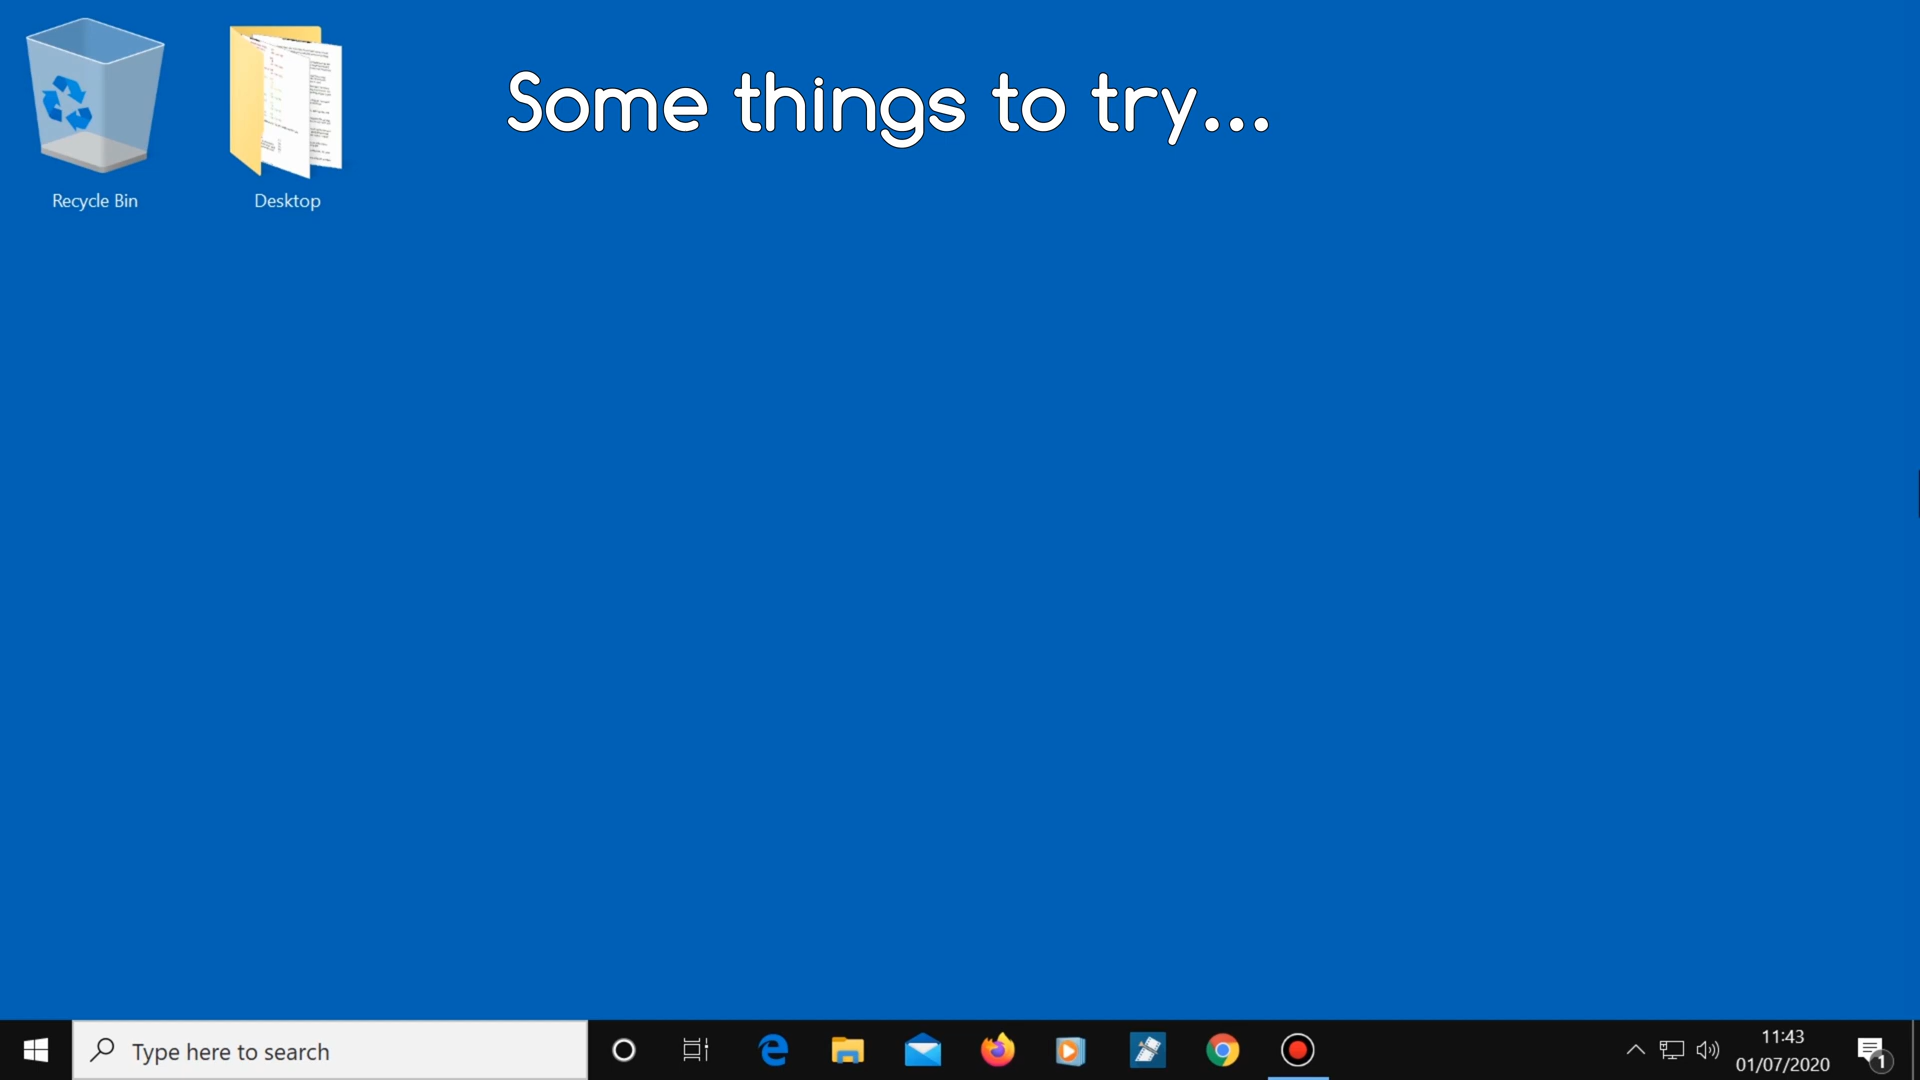 Some things to try...
Recycle Bin
Desktop
Type here to search
11:43
01/07/2020
1